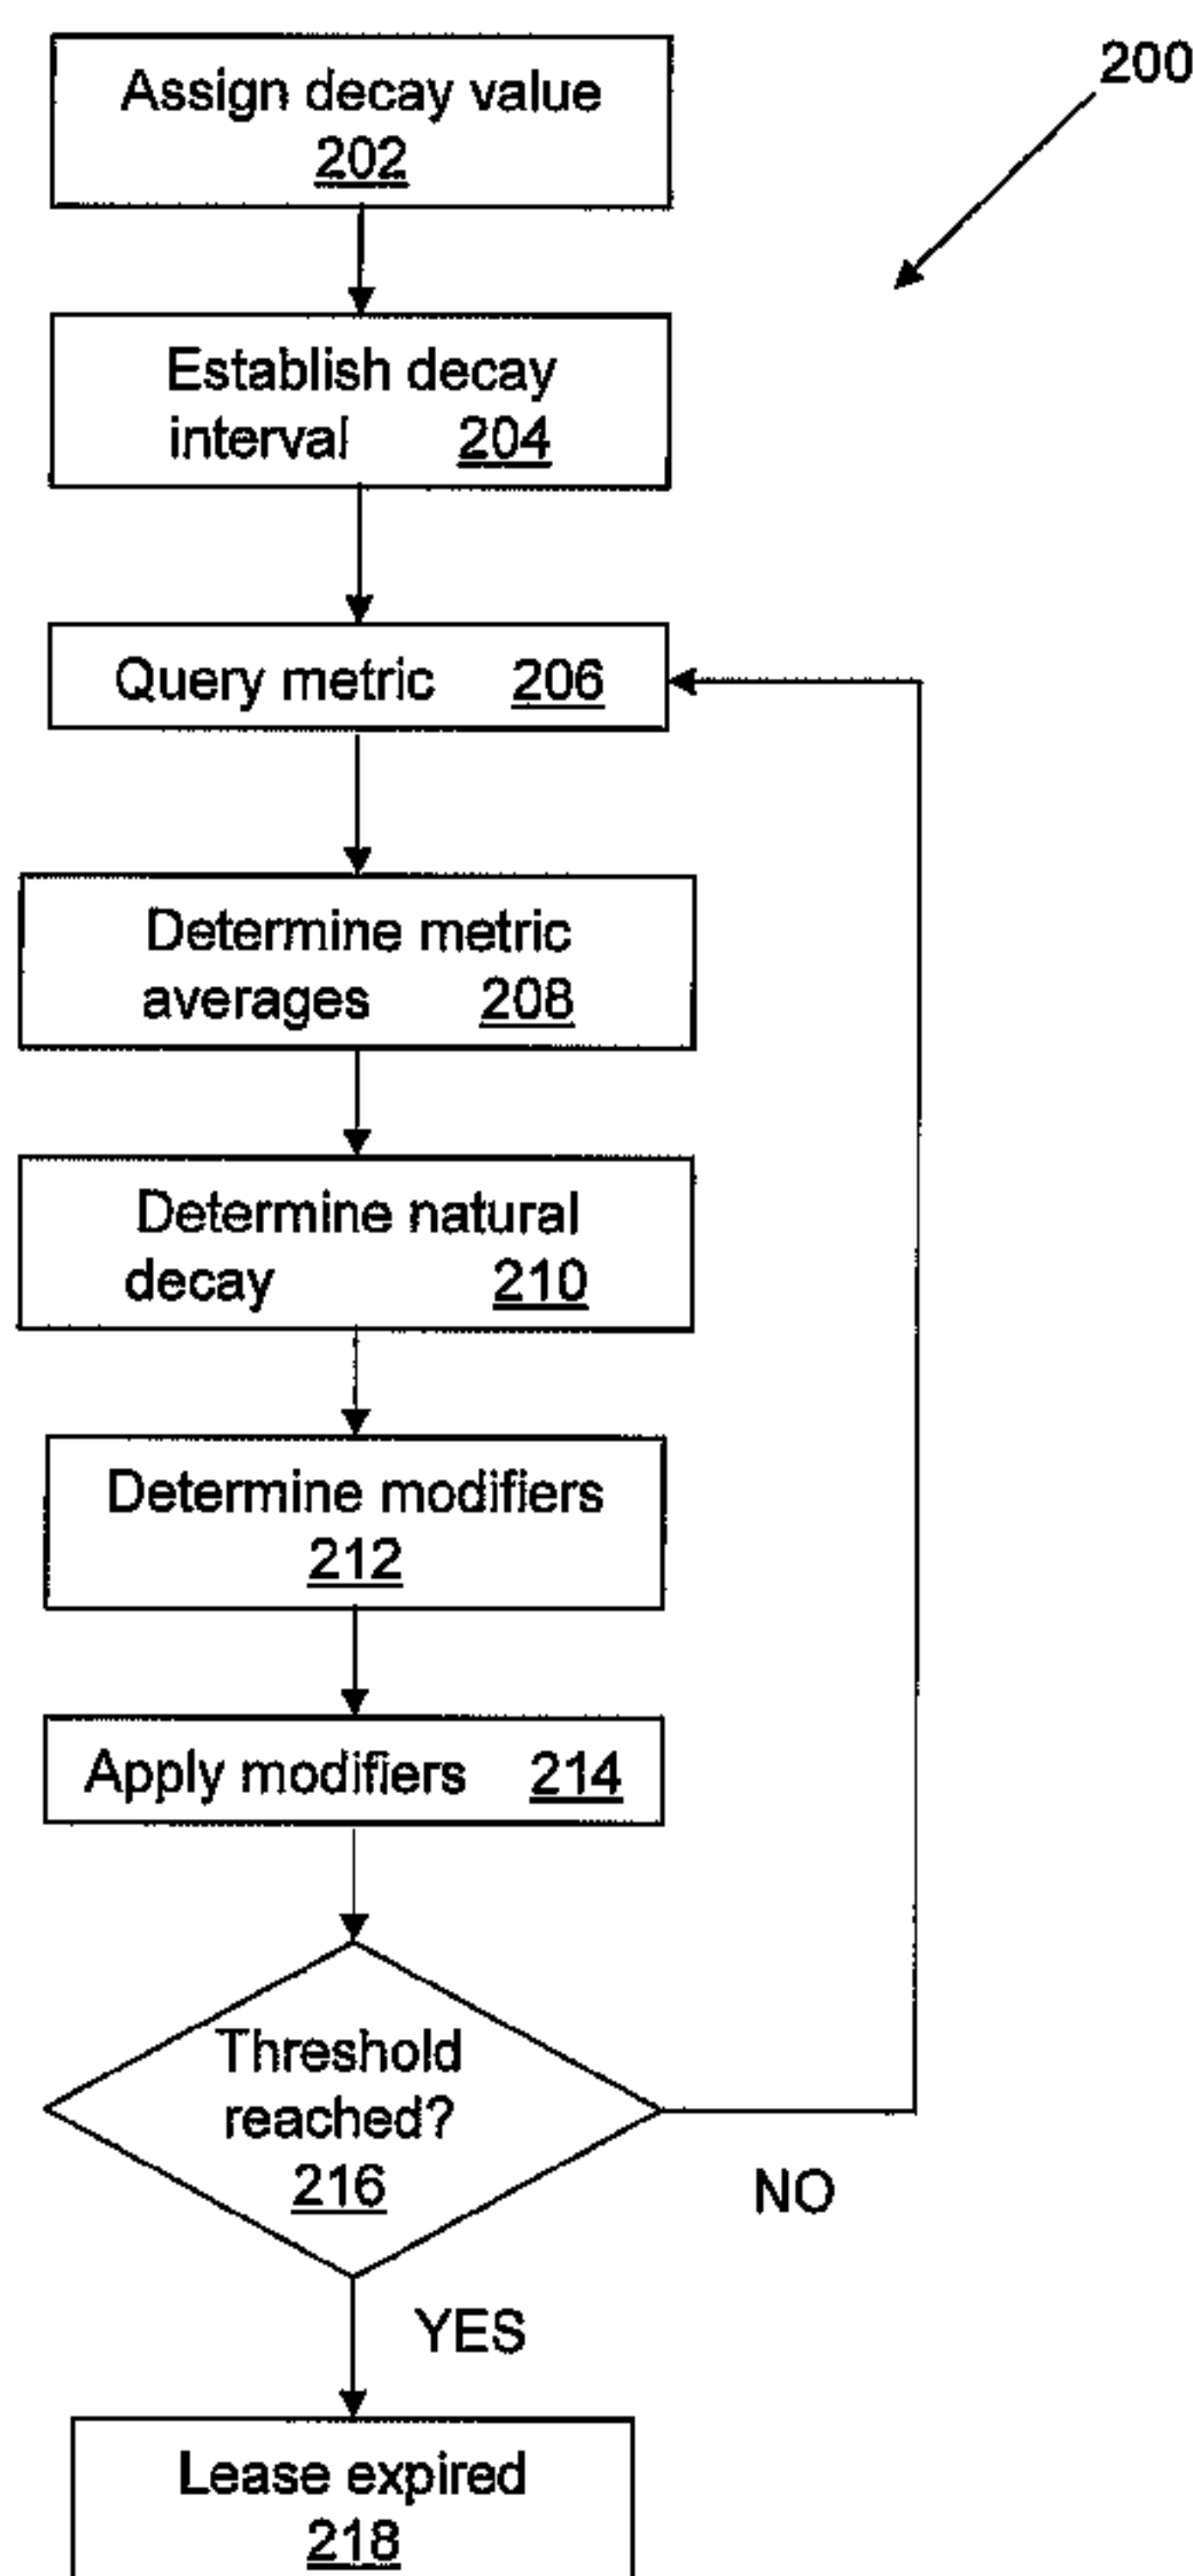 200
Assign decay value
202
Establish decay
interval 204
Query metric 206
Determine metric
averages 208
Determine natural
decay 210
Determine modifiers
212
Apply modifiers 214
Threshold
reached?
216
NO
YES
Lease expired
218